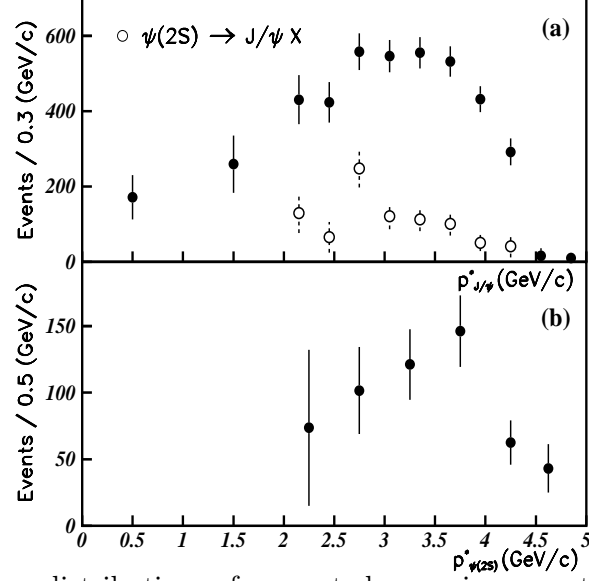 (a)
ψ(2S) → J/ψ X
Events / 0.3 (GeV/c)
600
400
200
0
p*J/ψ(GeV/c)
(b)
Events / 0.5 (GeV/c)
150
100
50
0
0 0.5 1 1.5 2 2.5 3 3.5 4 4.5 5
p*ψ(2S)(GeV/c)